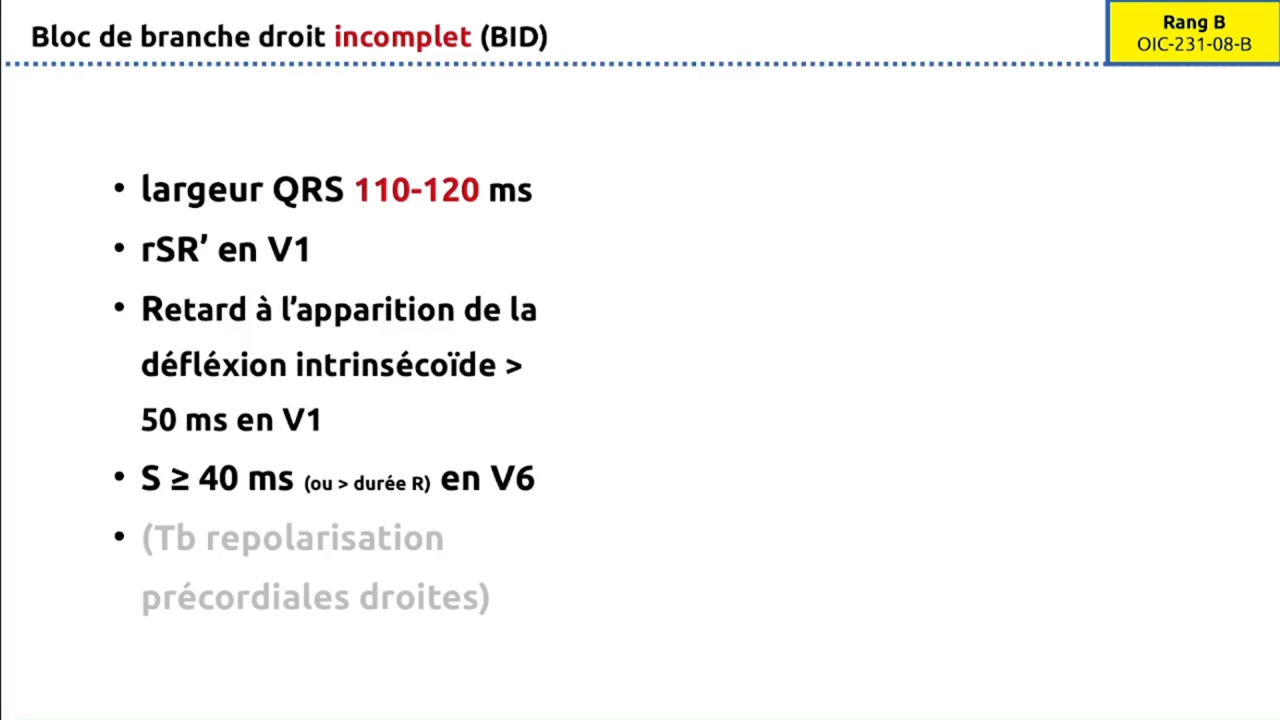 Bloc de branche droit incomplet (BID)
Rang B
OIC-231-08-B
• largeur QRS 110-120 ms
• rSR’ en V1
• Retard à l’apparition de la
défléxion intrinsécoïde >
50 ms en V1
• S ≥ 40 ms (ou > durée R) en V6
• (Tb repolarisation
précordiales droites)